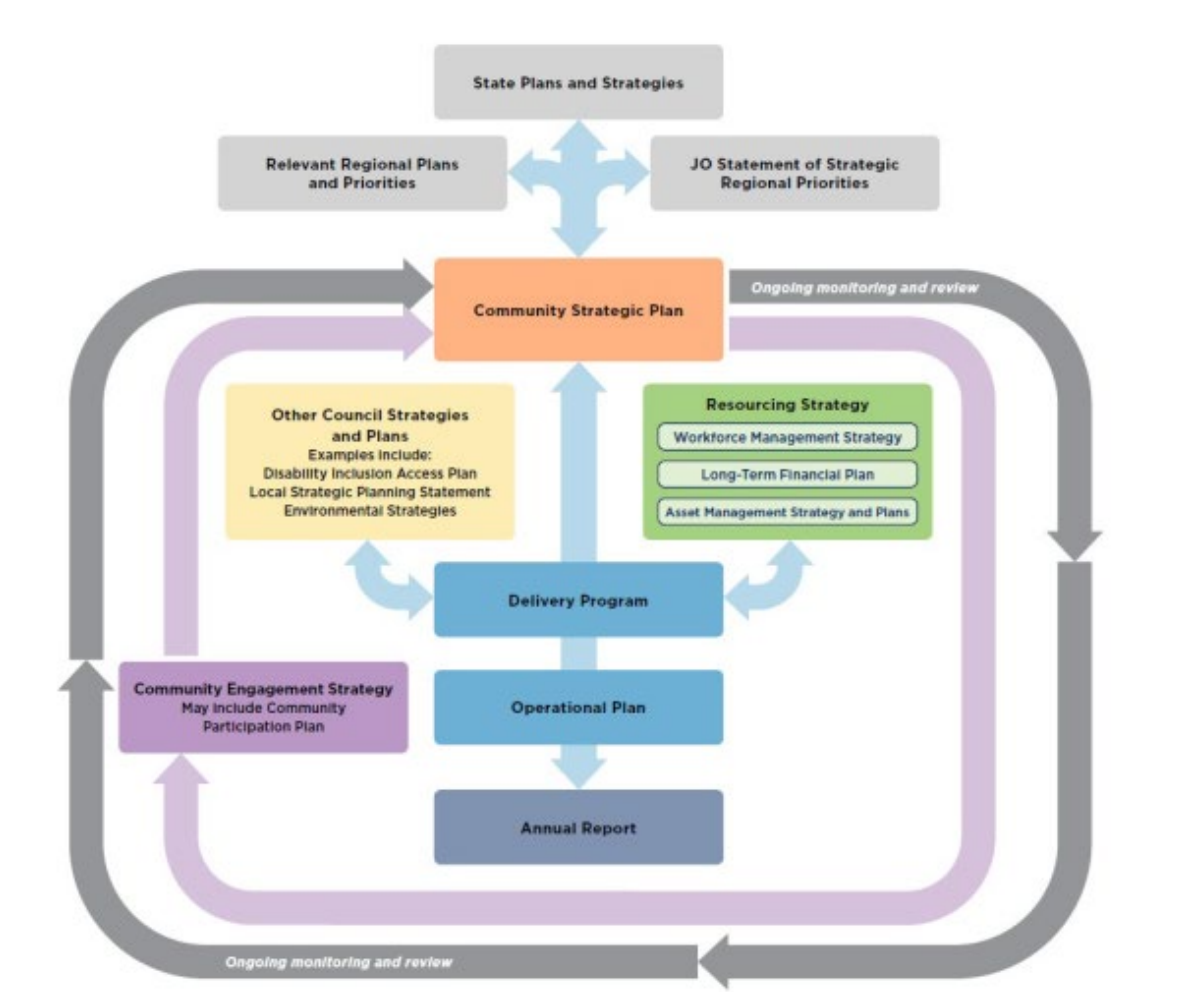 State Plans and Strategies
Relevant Regional Plans
and Priorities
JO Statement of Strategic
Regional Priorities
Community Strategic Plan
Ongoing monitoring and review
Other Council Strategies
and Plans
Examples include:
Disability Inclusion Access Plan
Local Strategic Planning Statement
Environmental Strategies
Resourcing Strategy
Workforce Management Strategy
Long-Term Financial Plan
Asset Management Strategy and Plans
Delivery Program
Community Engagement Strategy
May include Community
Participation Plan
Operational Plan
Annual Report
Ongoing monitoring and review